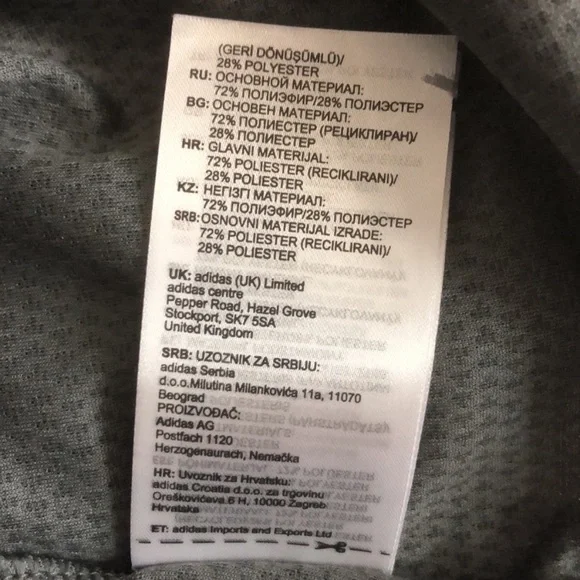 (GERİ DÖNÜŞÜMLÜ)/
28% POLYESTER
RU: ОСНОВНОЙ МАТЕРИАЛ:
72% ПОЛИЭФИР/28% ПОЛИЭСТЕР
BG: ОСНОВЕН МАТЕРИАЛ:
72% ПОЛИЕСТЕР (РЕЦИКЛИРАН)/
28% ПОЛИЕСТЕР
HR: GLAVNI MATERIJAL:
72% POLIESTER (RECIKLIRANI)/
28% POLIESTER
KZ: НЕГІЗГІ МАТЕРИАЛ:
72% ПОЛИЭФИР/28% ПОЛИЭСТЕР
SRB: OSNOVNI MATERIJAL IZRADE:
72% POLIESTER (RECIKLIRANI)/
28% POLIESTER
UK: adidas (UK) Limited
adidas centre
Pepper Road, Hazel Grove
Stockport, SK7 5SA
United Kingdom
SRB: UZOZNIK ZA SRBIJU:
adidas Serbia
d.o.o.Milutina Milankovića 11a, 11070
Beograd
PROIZVOĐAČ:
Adidas AG
Postfach 1120
Herzogenaurach, Nemačka
HR: Uvoznik za Hrvatsku:
adidas Croatia d.o.o. za trgovinu
Oreškovićeva 6 H, 10000 Zagreb
Hrvatska
ET: adidas Imports and Exports Ltd